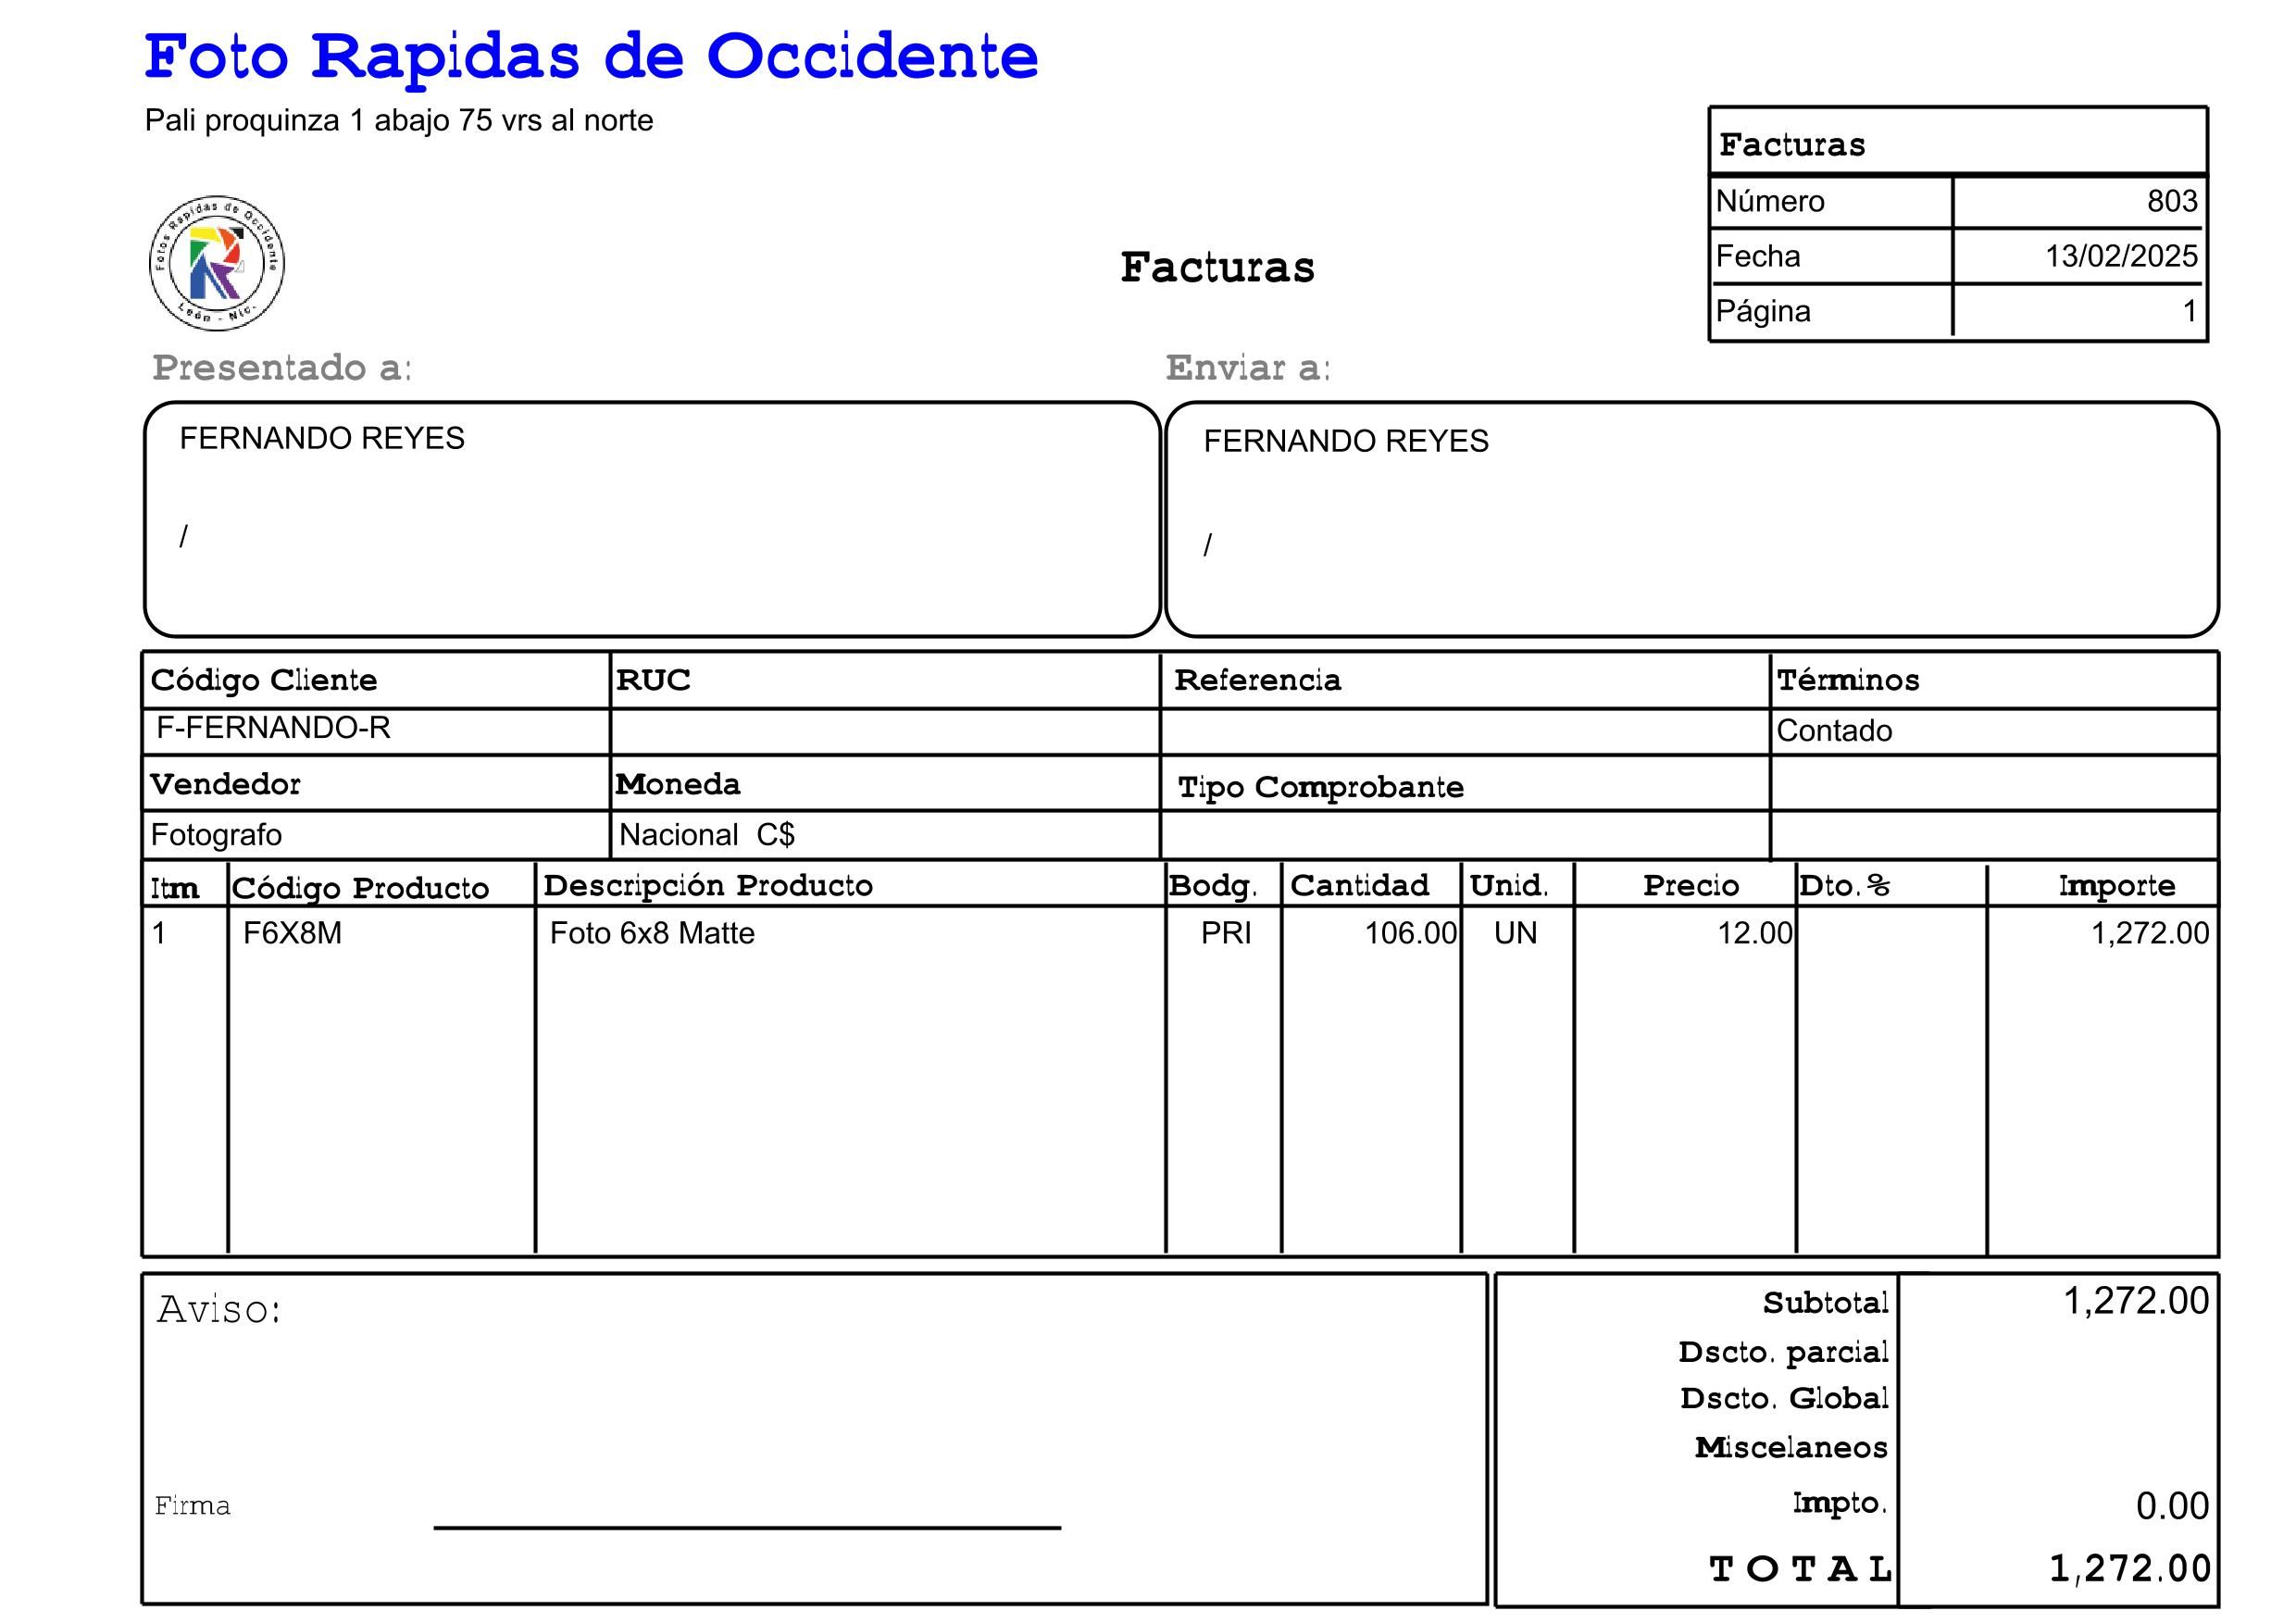 Foto Rapidas de Occidente
Pali proquinza 1 abajo 75 vrs al norte
Facturas
Número 803
Fecha 13/02/2025
Página 1
Fotos Rapidas de Occidente
León - Nic.
Facturas
Presentado a: Enviar a:
FERNANDO REYES FERNANDO REYES
/ /
Código Cliente RUC Referencia Términos
F-FERNANDO-R Contado
Vendedor Moneda Tipo Comprobante
Fotografo Nacional C$
Itm Código Producto Descripción Producto Bodg. Cantidad Unid. Precio Dto.% Importe
1 F6X8M Foto 6x8 Matte PRI 106.00 UN 12.00 1,272.00
Aviso:
Subtotal 1,272.00
Dscto. parcial
Dscto. Global
Miscelaneos
Firma
Impto. 0.00
TOTAL 1,272.00